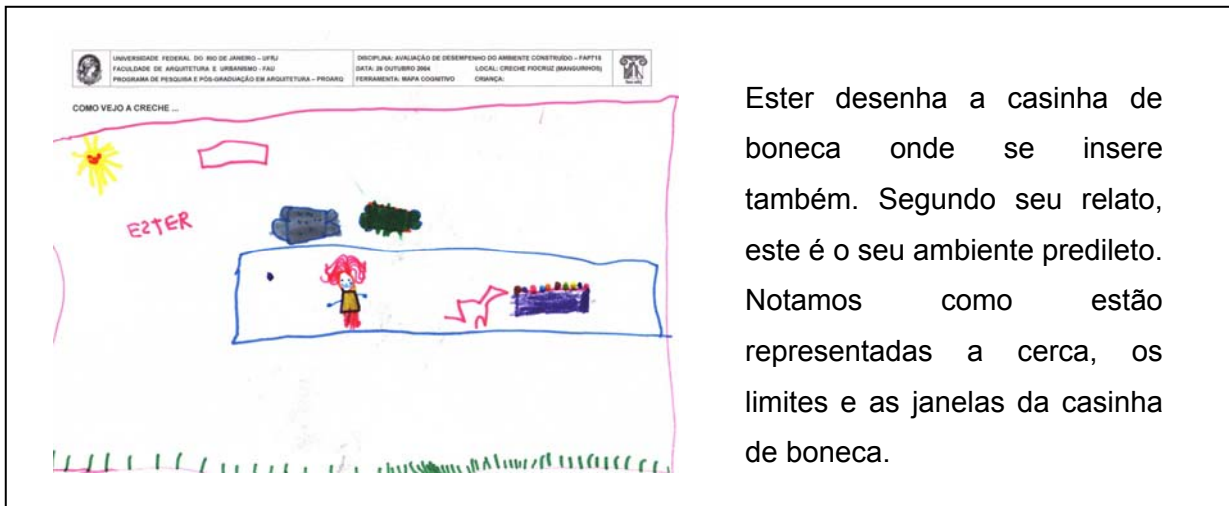 UNIVERSIDADE FEDERAL DO RIO DE JANEIRO – UFRJ
FACULDADE DE ARQUITETURA E URBANISMO - FAU
PROGRAMA DE PESQUISA E PÓS-GRADUAÇÃO EM ARQUITETURA – PROARQ
DISCIPLINA: AVALIAÇÃO DE DESEMPENHO DO AMBIENTE CONSTRUÍDO – FAP715
DATA: 26 OUTUBRO 2004 LOCAL: CRECHE FIOCRUZ (MANGUINHOS)
FERRAMENTA: MAPA COGNITIVO CRIANÇA:
COMO VEJO A CRECHE ...
ESTER
Ester desenha a casinha de
boneca onde se insere
também. Segundo seu relato,
este é o seu ambiente predileto.
Notamos como estão
representadas a cerca, os
limites e as janelas da casinha
de boneca.